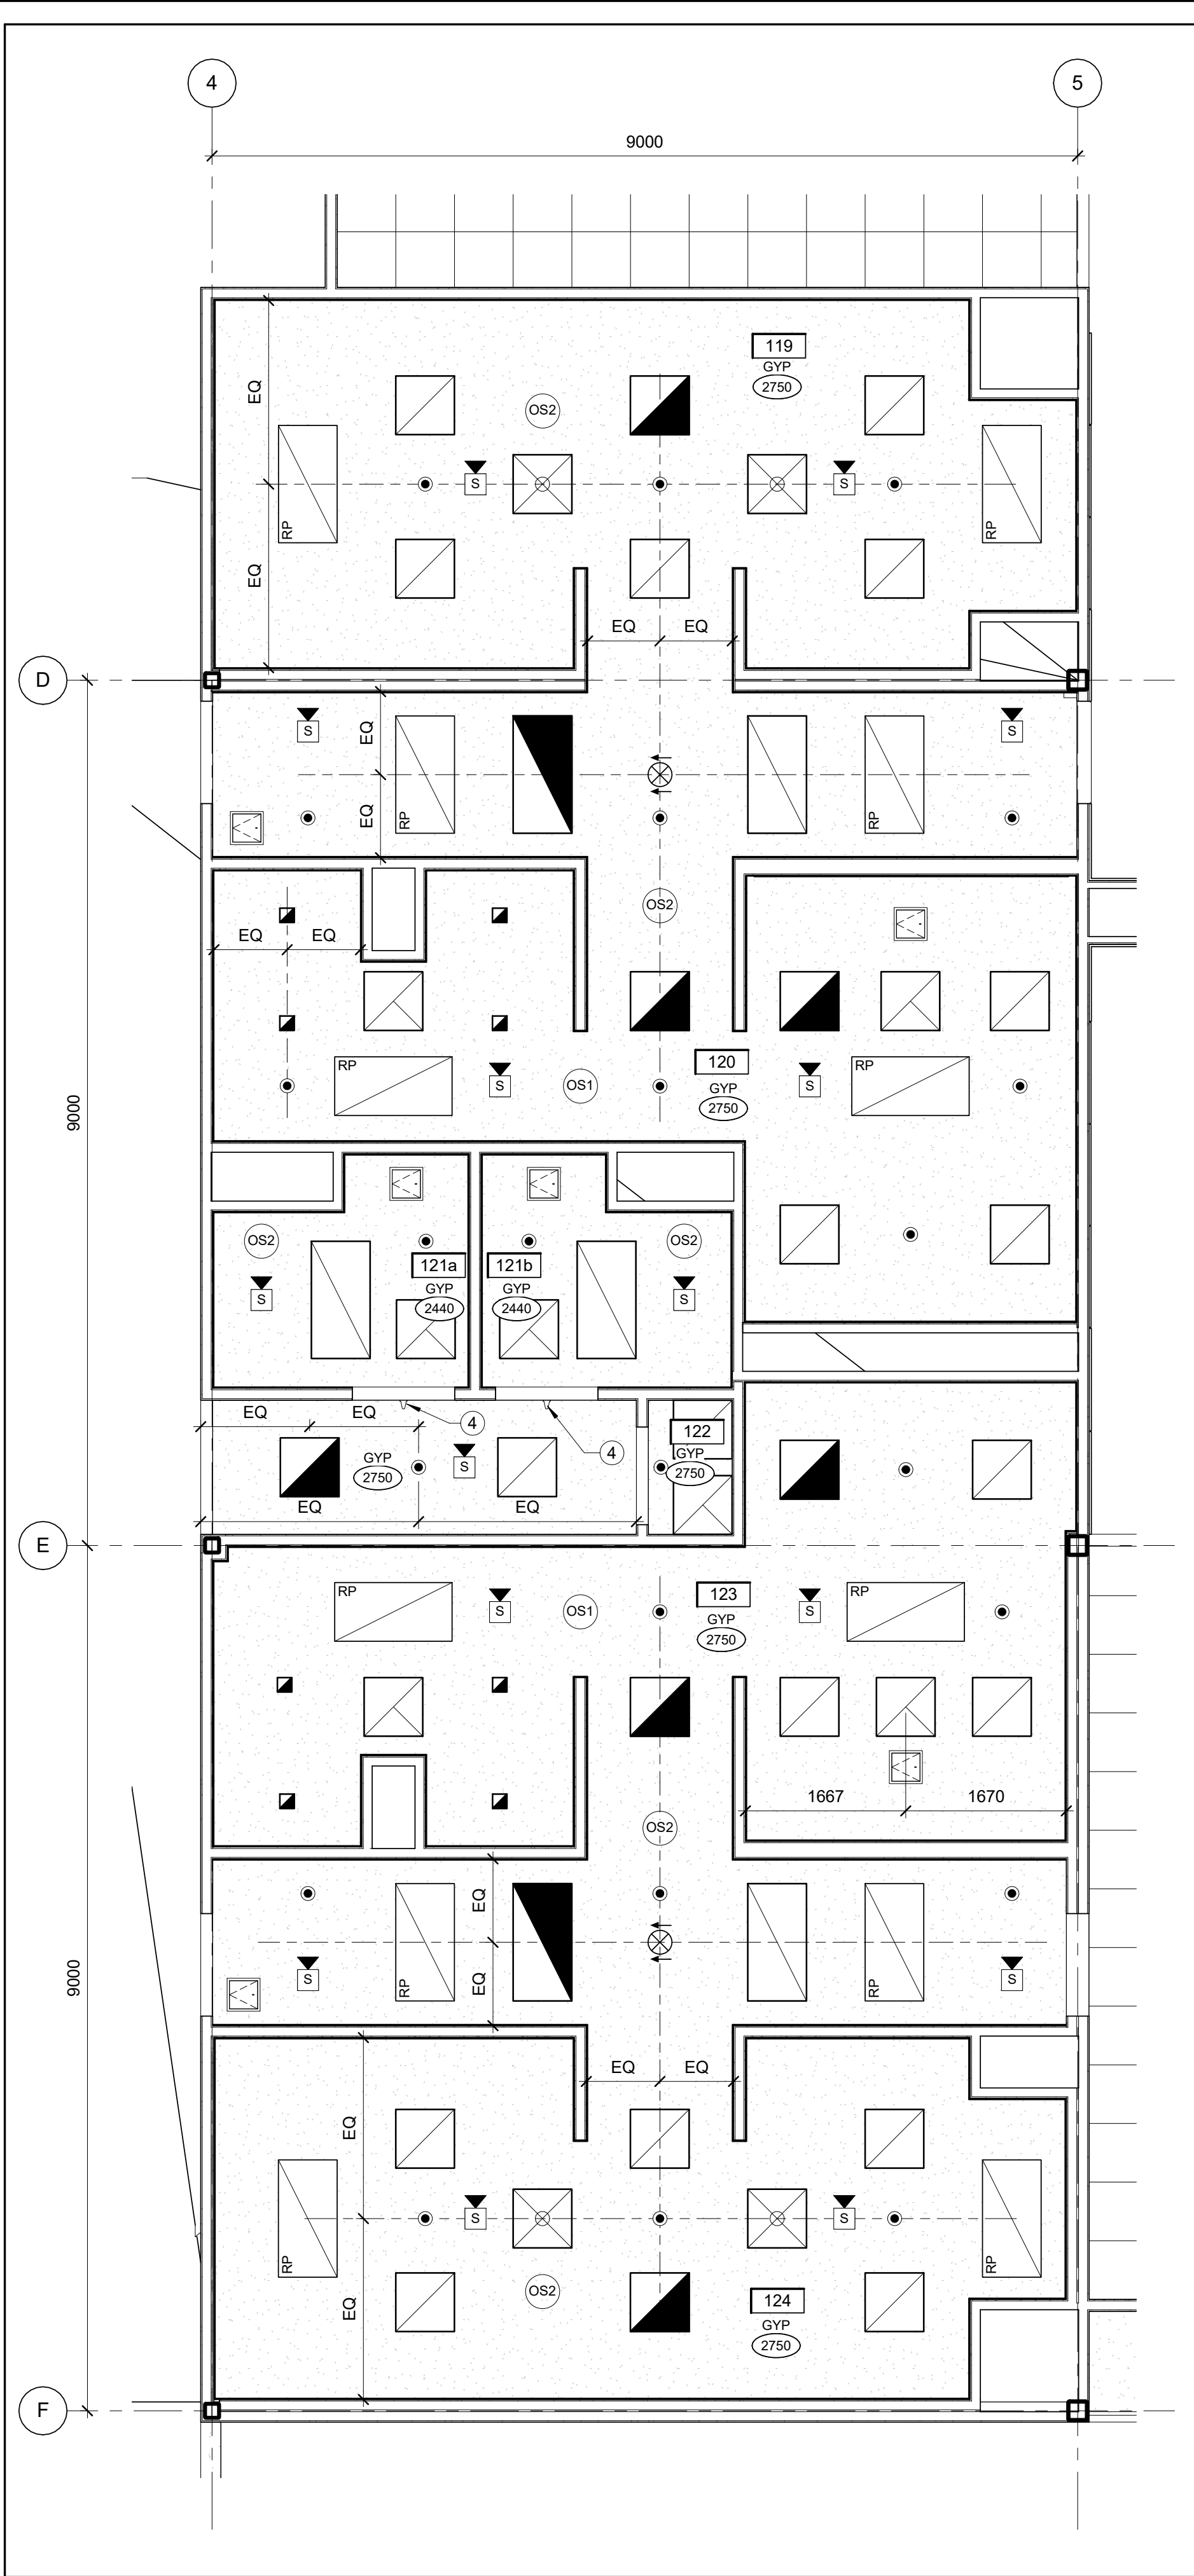 4
5
9000
119
GYP
2750
EQ
OS2
S
S
RP
RP
EQ
EQ
EQ
D
S
S
EQ
RP
RP
EQ
OS2
EQ
EQ
120
GYP
2750
RP
S
OS1
S
RP
9000
OS2
121a
121b
OS2
S
GYP
GYP
S
2440
2440
EQ
EQ
4
122
4
GYP
2750
S
GYP
2750
EQ
EQ
E
RP
S
OS1
123
GYP
2750
S
RP
1667
1670
OS2
EQ
9000
S
S
EQ
RP
RP
EQ
EQ
EQ
S
S
RP
RP
OS2
124
GYP
2750
EQ
F